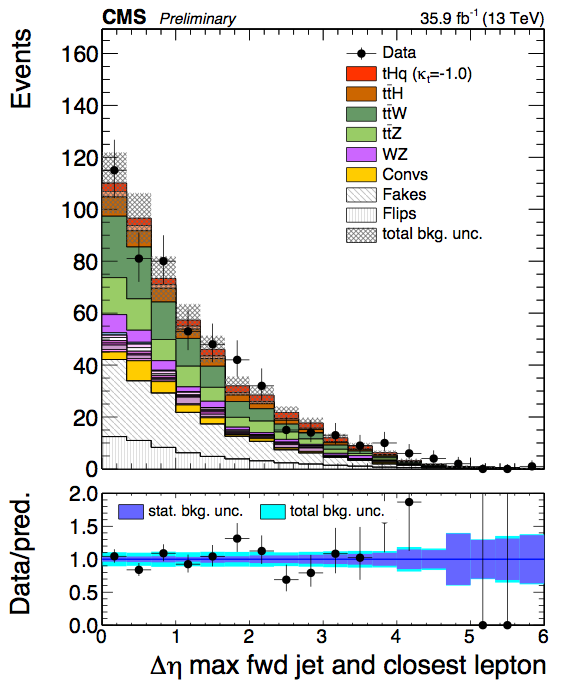 CMS Preliminary 35.9 fb⁻¹ (13 TeV)
Events
160
140
120
100
80
60
40
20
0
Data
tHq (κt=-1.0)
tt̄H
tt̄W
tt̄Z
WZ
Convs
Fakes
Flips
total bkg. unc.
Data/pred.
2.0
1.5
1.0
0.5
0.0
stat. bkg. unc. total bkg. unc.
0 1 2 3 4 5 6
Δη max fwd jet and closest lepton